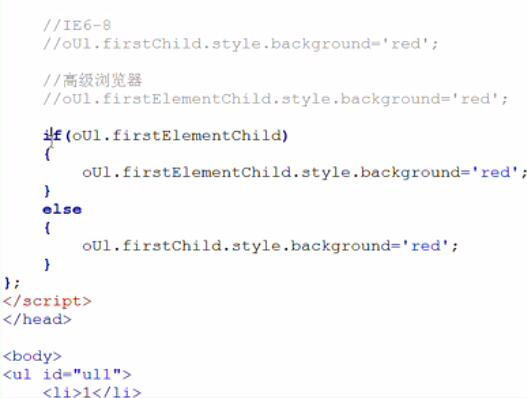 //IE6-8
//oUl.firstChild.style.background='red';
//高级浏览器
//oUl.firstElementChild.style.background='red';
if(oUl.firstElementChild)
{
oUl.firstElementChild.style.background='red';
}
else
{
oUl.firstChild.style.background='red';
}
};
</script>
</head>
<body>
<ul id="ul1">
<li>1</li>